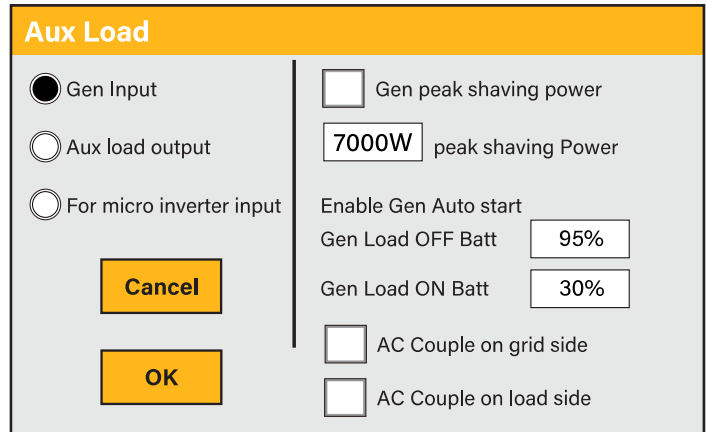 Aux Load
Gen Input
Aux load output
For micro inverter input
Cancel
OK
Gen peak shaving power
7000W peak shaving Power
Enable Gen Auto start
Gen Load OFF Batt 95%
Gen Load ON Batt 30%
AC Couple on grid side
AC Couple on load side